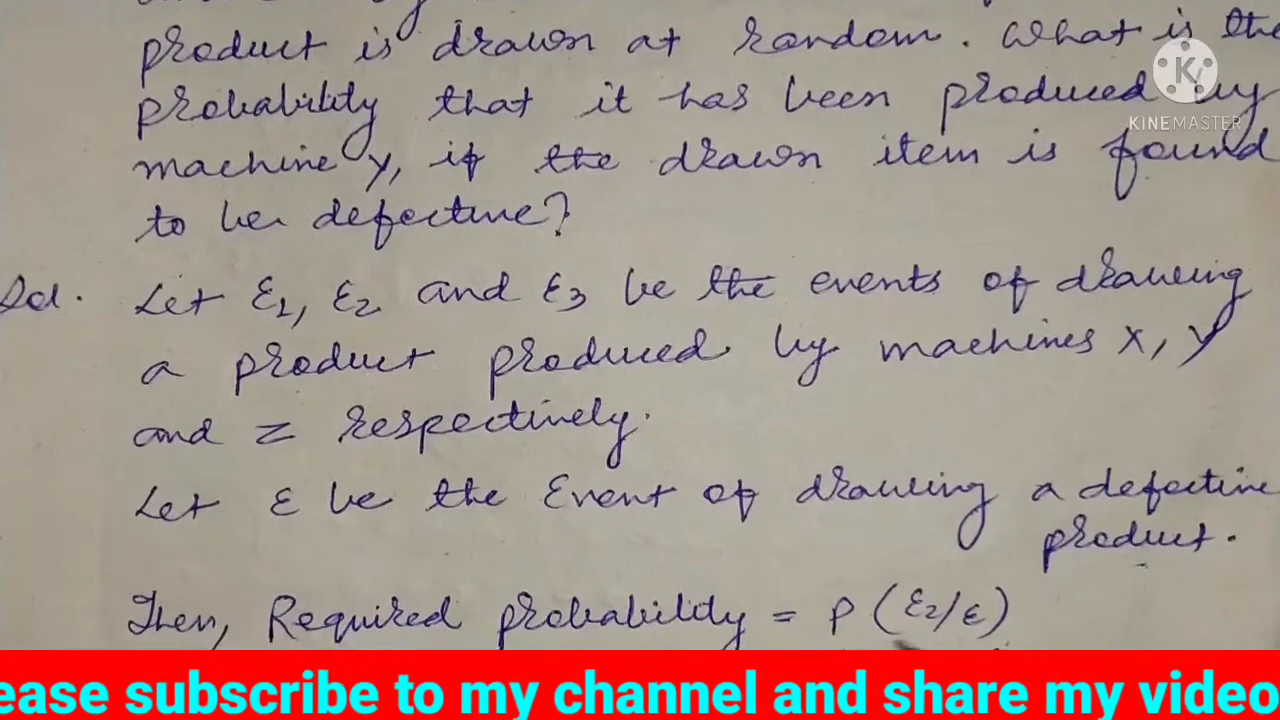 product is drawn at random. What is the
probability that it has been produced by
machine Y, if the drawn item is found
to be defective?
Sol. Let E1, E2 and E3 be the events of drawing
a product produced by machines X, Y
and Z respectively.
Let E be the Event of drawing a defective
product.
Then, Required probability = P (E2/E)
K
KINEMASTER
ease subscribe to my channel and share my video